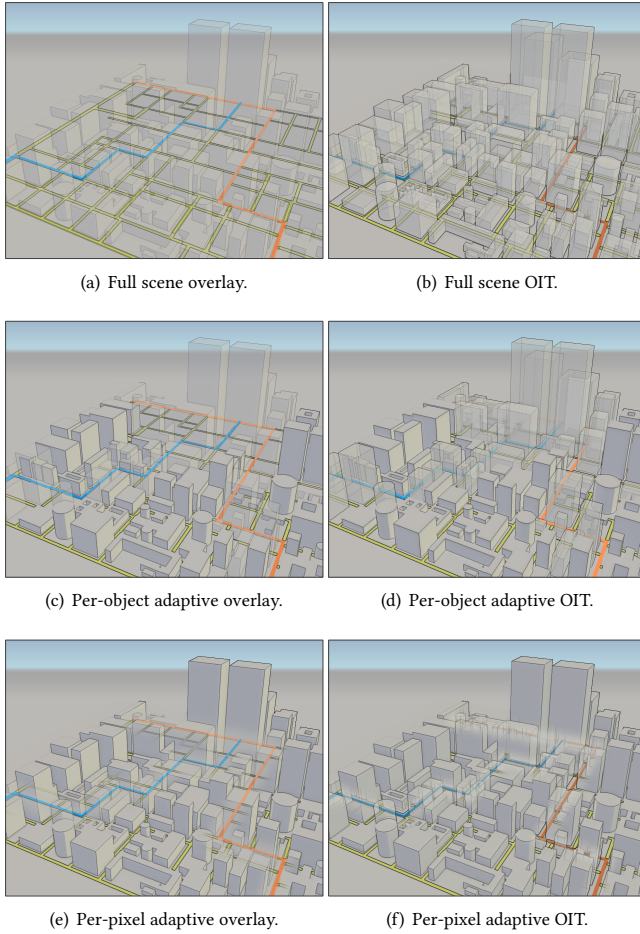 (a) Full scene overlay.
(b) Full scene OIT.
(c) Per-object adaptive overlay.
(d) Per-object adaptive OIT.
(e) Per-pixel adaptive overlay.
(f) Per-pixel adaptive OIT.